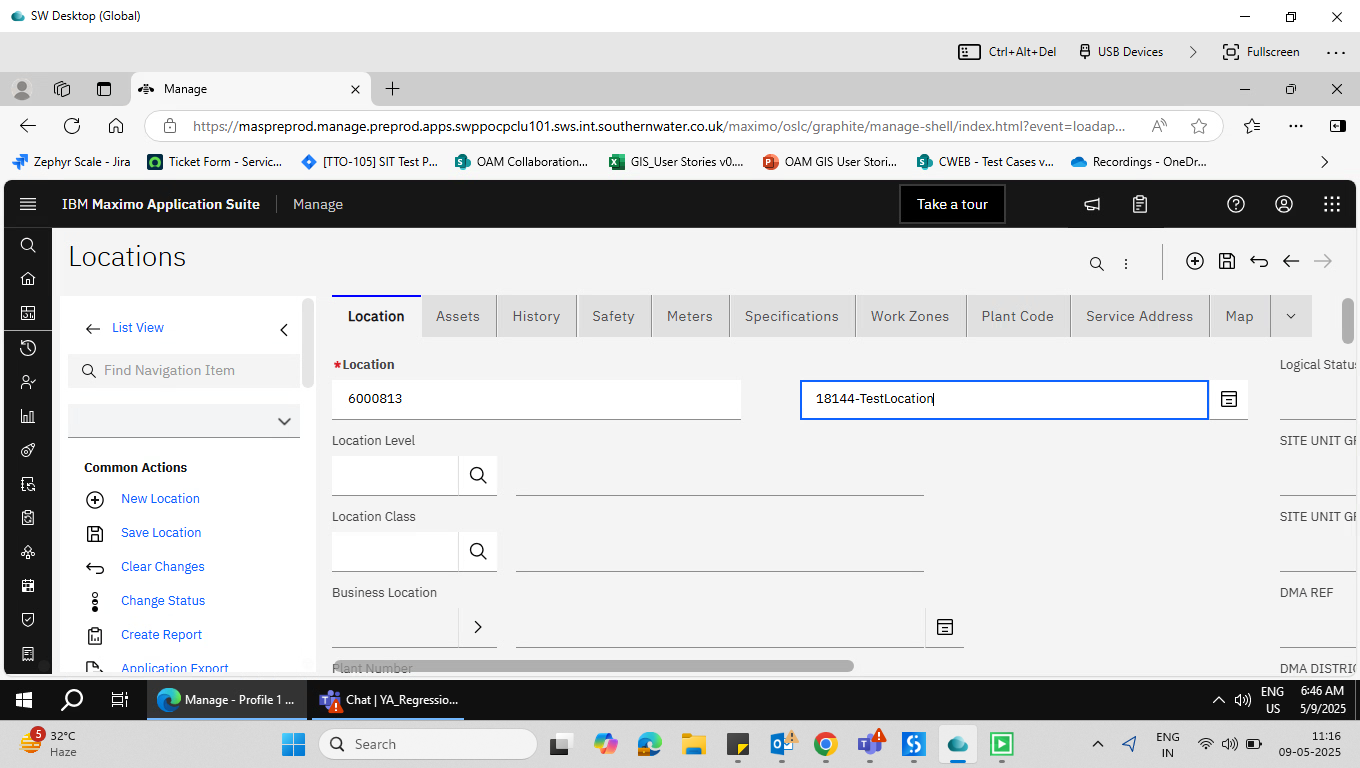 SW Desktop (Global)
Ctrl+Alt+Del
USB Devices
Fullscreen
Manage
https://maspreprod.manage.preprod.apps.swppocpclu101.sws.int.southernwater.co.uk/maximo/oslc/graphite/manage-shell/index.html?event=loadap...
Zephyr Scale - Jira
Ticket Form - Servic...
[TTO-105] SIT Test P...
OAM Collaboration...
GIS_User Stories v0....
OAM GIS User Stori...
CWEB - Test Cases v...
Recordings - OneDr...
IBM Maximo Application Suite
Manage
Take a tour
Locations
List View
Find Navigation Item
Common Actions
New Location
Save Location
Clear Changes
Change Status
Create Report
Application Export
Location
Assets
History
Safety
Meters
Specifications
Work Zones
Plant Code
Service Address
Map
*Location
6000813
18144-TestLocation
Location Level
Location Class
Business Location
Plant Number
Logical Status
SITE UNIT GR
SITE UNIT GR
DMA REF
DMA DISTRIC
Manage - Profile 1 ...
Chat | YA_Regressio...
ENG
US
6:46 AM
5/9/2025
5
32°C
Haze
Search
ENG
IN
11:16
09-05-2025